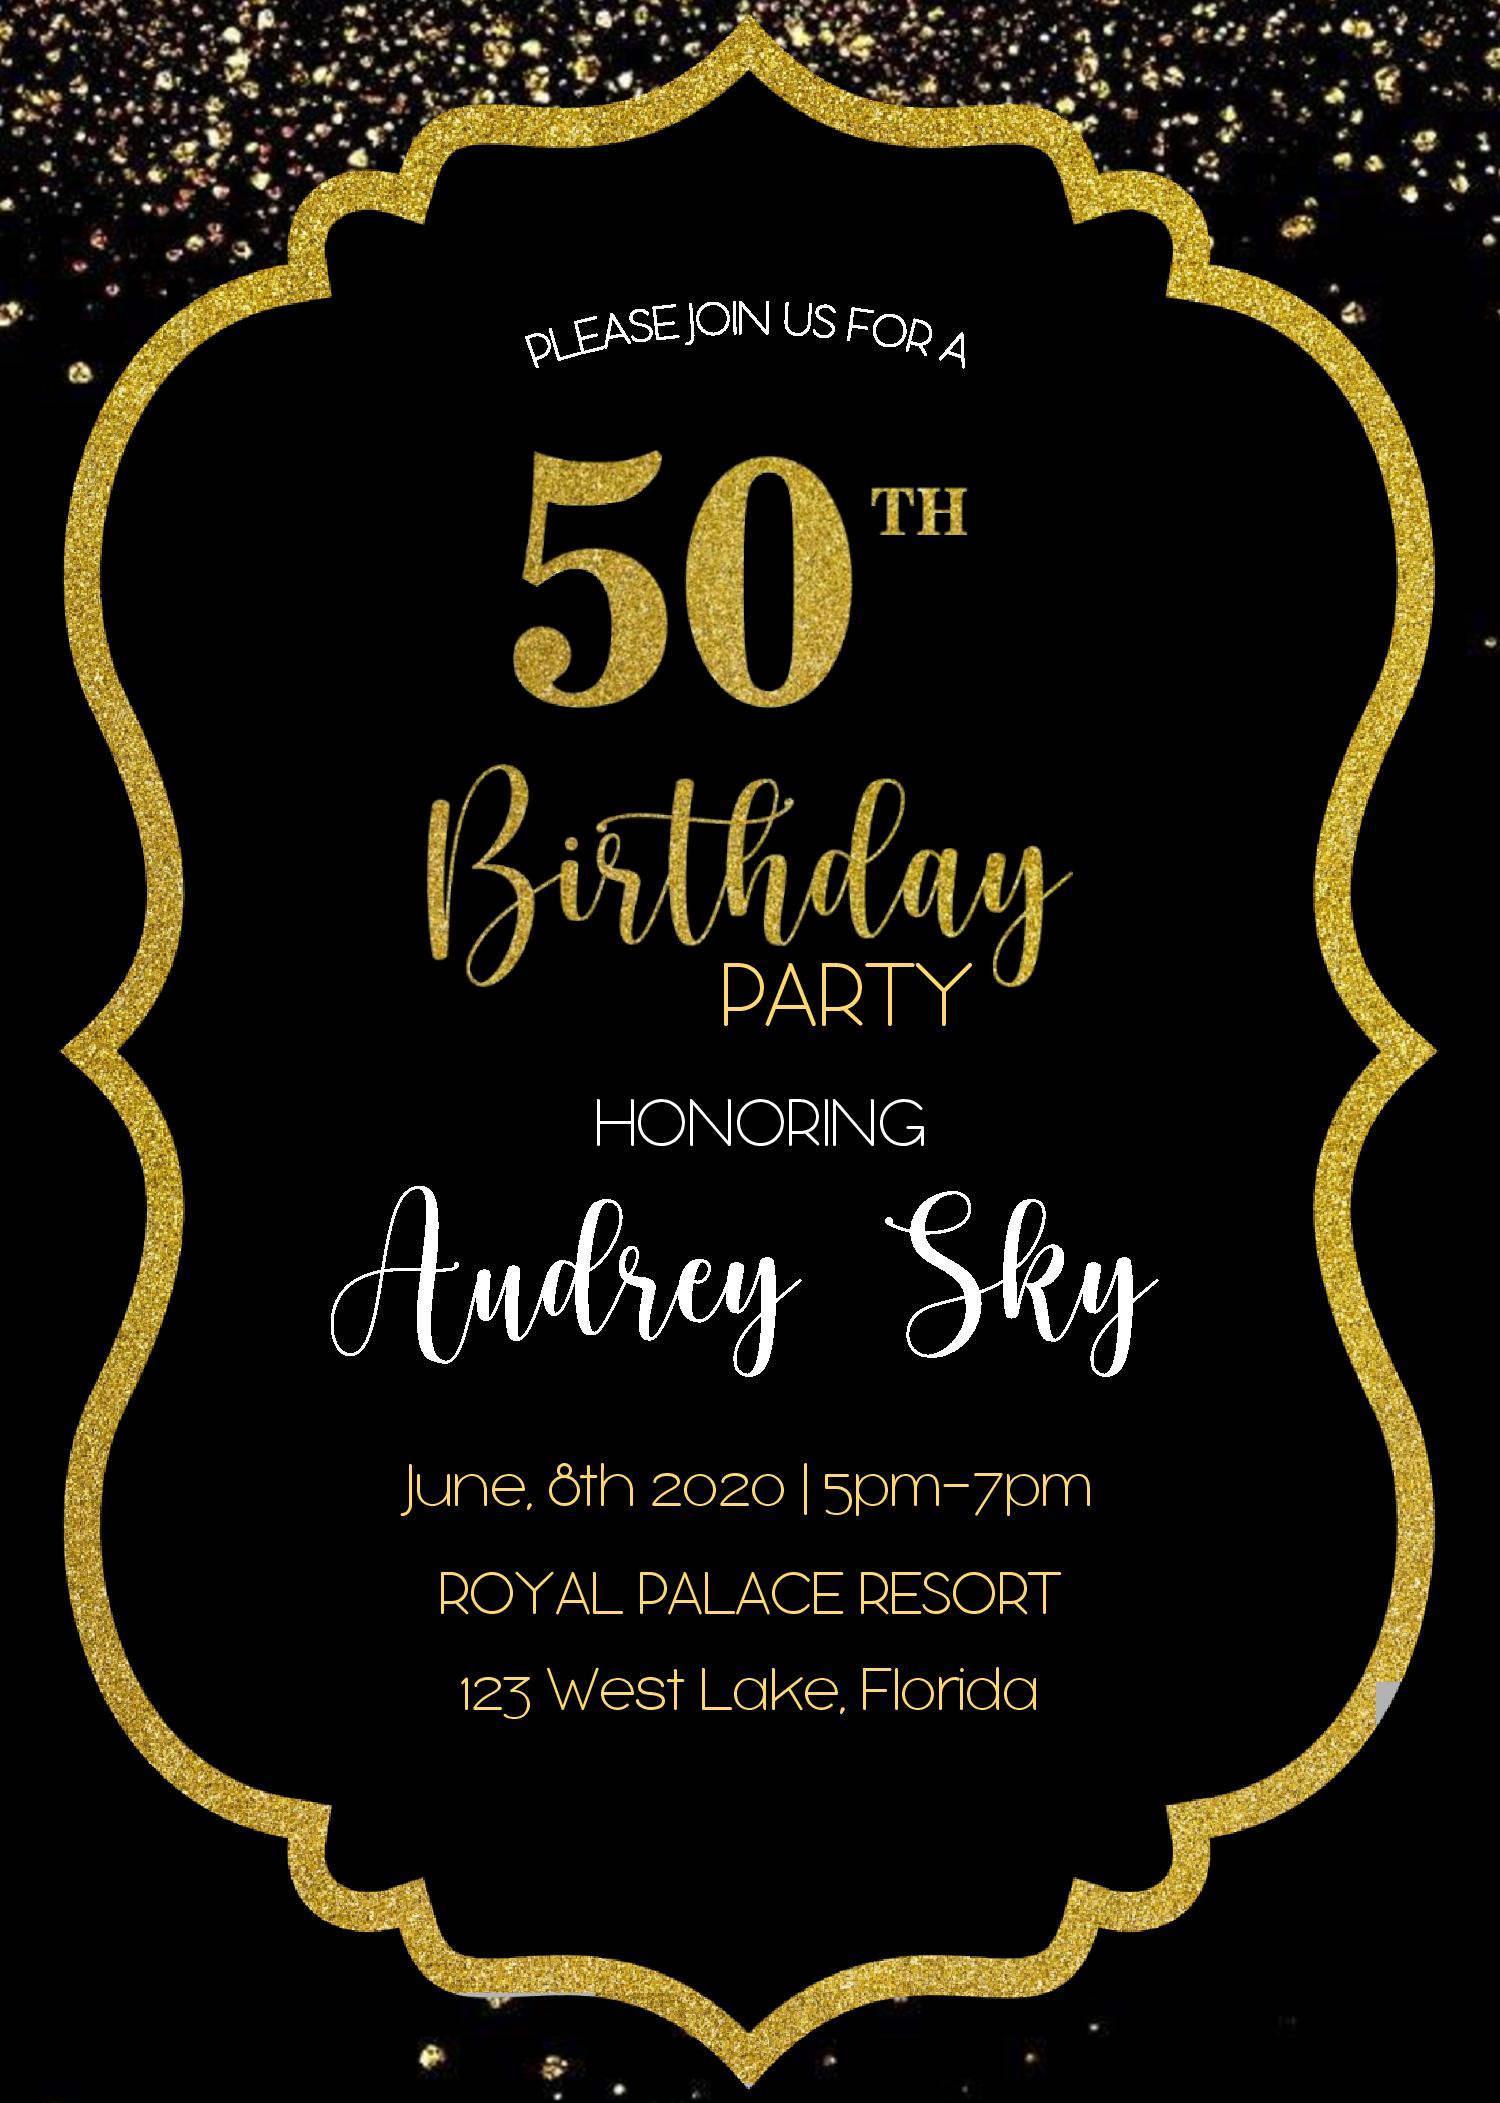 PLEASE JOIN US FOR A
50TH
Birthday
PARTY
HONORING
Audrey Sky
June, 8th 2020 | 5pm-7pm
ROYAL PALACE RESORT
123 West Lake, Florida